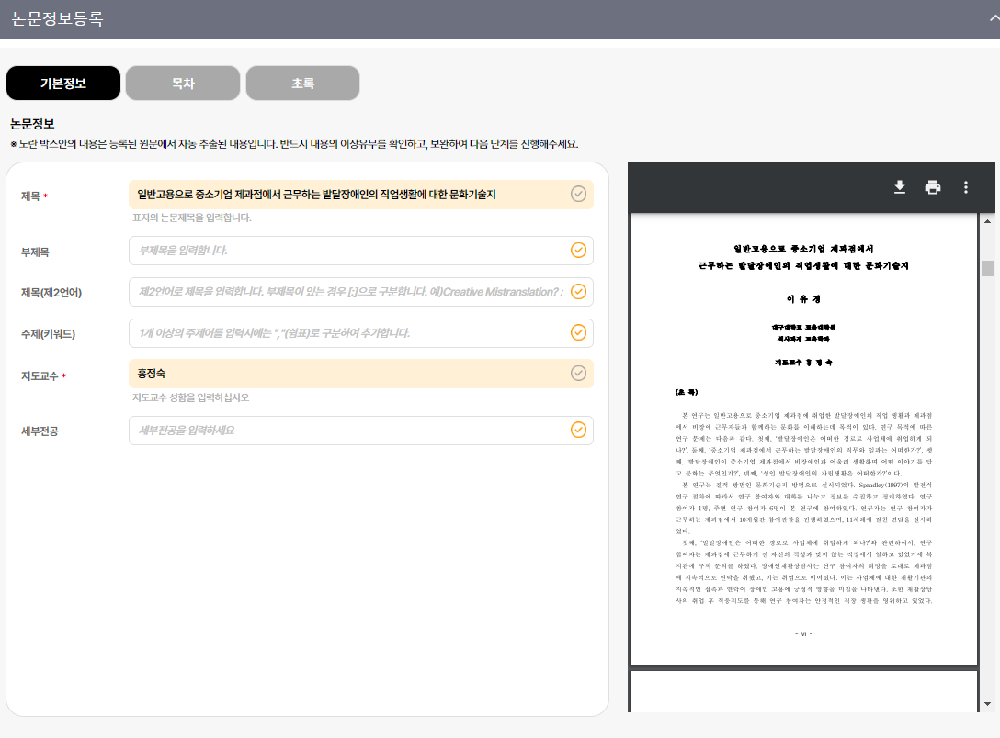 논문정보등록
기본정보
목차
초록
논문정보
※ 노란 박스안의 내용은 등록된 원문에서 자동 추출된 내용입니다. 반드시 내용의 이상유무를 확인하고, 보완하여 다음 단계를 진행해주세요.
제목 *
일반고용으로 중소기업 제과점에서 근무하는 발달장애인의 직업생활에 대한 문화기술지
표지의 논문제목을 입력합니다.
부제목
부제목을 입력합니다.
제목(제2언어)
제2언어로 제목을 입력합니다. 부제목이 있는 경우 [:]으로 구분합니다. 예)Creative Mistranslation? :
주제(키워드)
1개 이상의 주제어를 입력시에는 ","(쉼표)로 구분하여 추가합니다.
지도교수 *
홍정숙
지도교수 성함을 입력하십시오
세부전공
세부전공을 입력하세요
일반고용으로 중소기업 제과점에서
근무하는 발달장애인의 직업생활에 대한 문화기술지
이 유 정
대구대학교 교육대학원
석사과정 교육학과
지도교수 홍 정 숙
(초 록)
본 연구는 일반고용으로 중소기업 제과점에 취업한 발달장애인의 직업 생활과 제과점
에서 비장애 근무자들과 함께하는 문화를 이해하는데 목적이 있다. 연구 목적에 따른
연구 문제는 다음과 같다. 첫째, '발달장애인은 어떠한 경로로 사업체에 취업하게 되
나?', 둘째, '중소기업 제과점에서 근무하는 발달장애인의 직무와 일과는 어떠한가?', 셋
째, '발달장애인이 중소기업 제과점에서 비장애인과 어울려 생활하며 어떤 이야기를 담
고 문화는 무엇인가?', 넷째, '성인 발달장애인의 자립생활은 어떠한가?'이다.
본 연구는 질적 방법인 문화기술지 방법으로 실시되었다. Spradley(1997)의 발전식
연구 절차에 따라서 연구 참여자와 대화를 나누고 정보를 수집하고 정리하였다. 연구
참여자 1명, 주변 연구 참여자 6명이 본 연구에 참여하였다. 연구자는 연구 참여자가
근무하는 제과점에서 10개월간 참여관찰을 진행하였으며, 11차례에 걸친 면담을 실시하
였다.
첫째, '발달장애인은 어떠한 경로로 사업체에 취업하게 되나?'와 관련하여서, 연구
참여자는 제과점에 근무하기 전 자신의 적성과 맞지 않는 직장에서 일하고 있었기에 복
지관에 구직 문의를 하였다. 장애인재활상담사는 연구 참여자의 희망을 토대로 제과점
에 지속적으로 연락을 취했고, 이는 취업으로 이어졌다. 이는 사업체에 대한 재활기관의
지속적인 접촉과 연락이 장애인 고용에 긍정적 영향을 미침을 나타낸다. 또한 재활상담
사의 취업 후 적응지도를 통해 연구 참여자는 안정적인 직장 생활을 영위하고 있었다.
- vi -